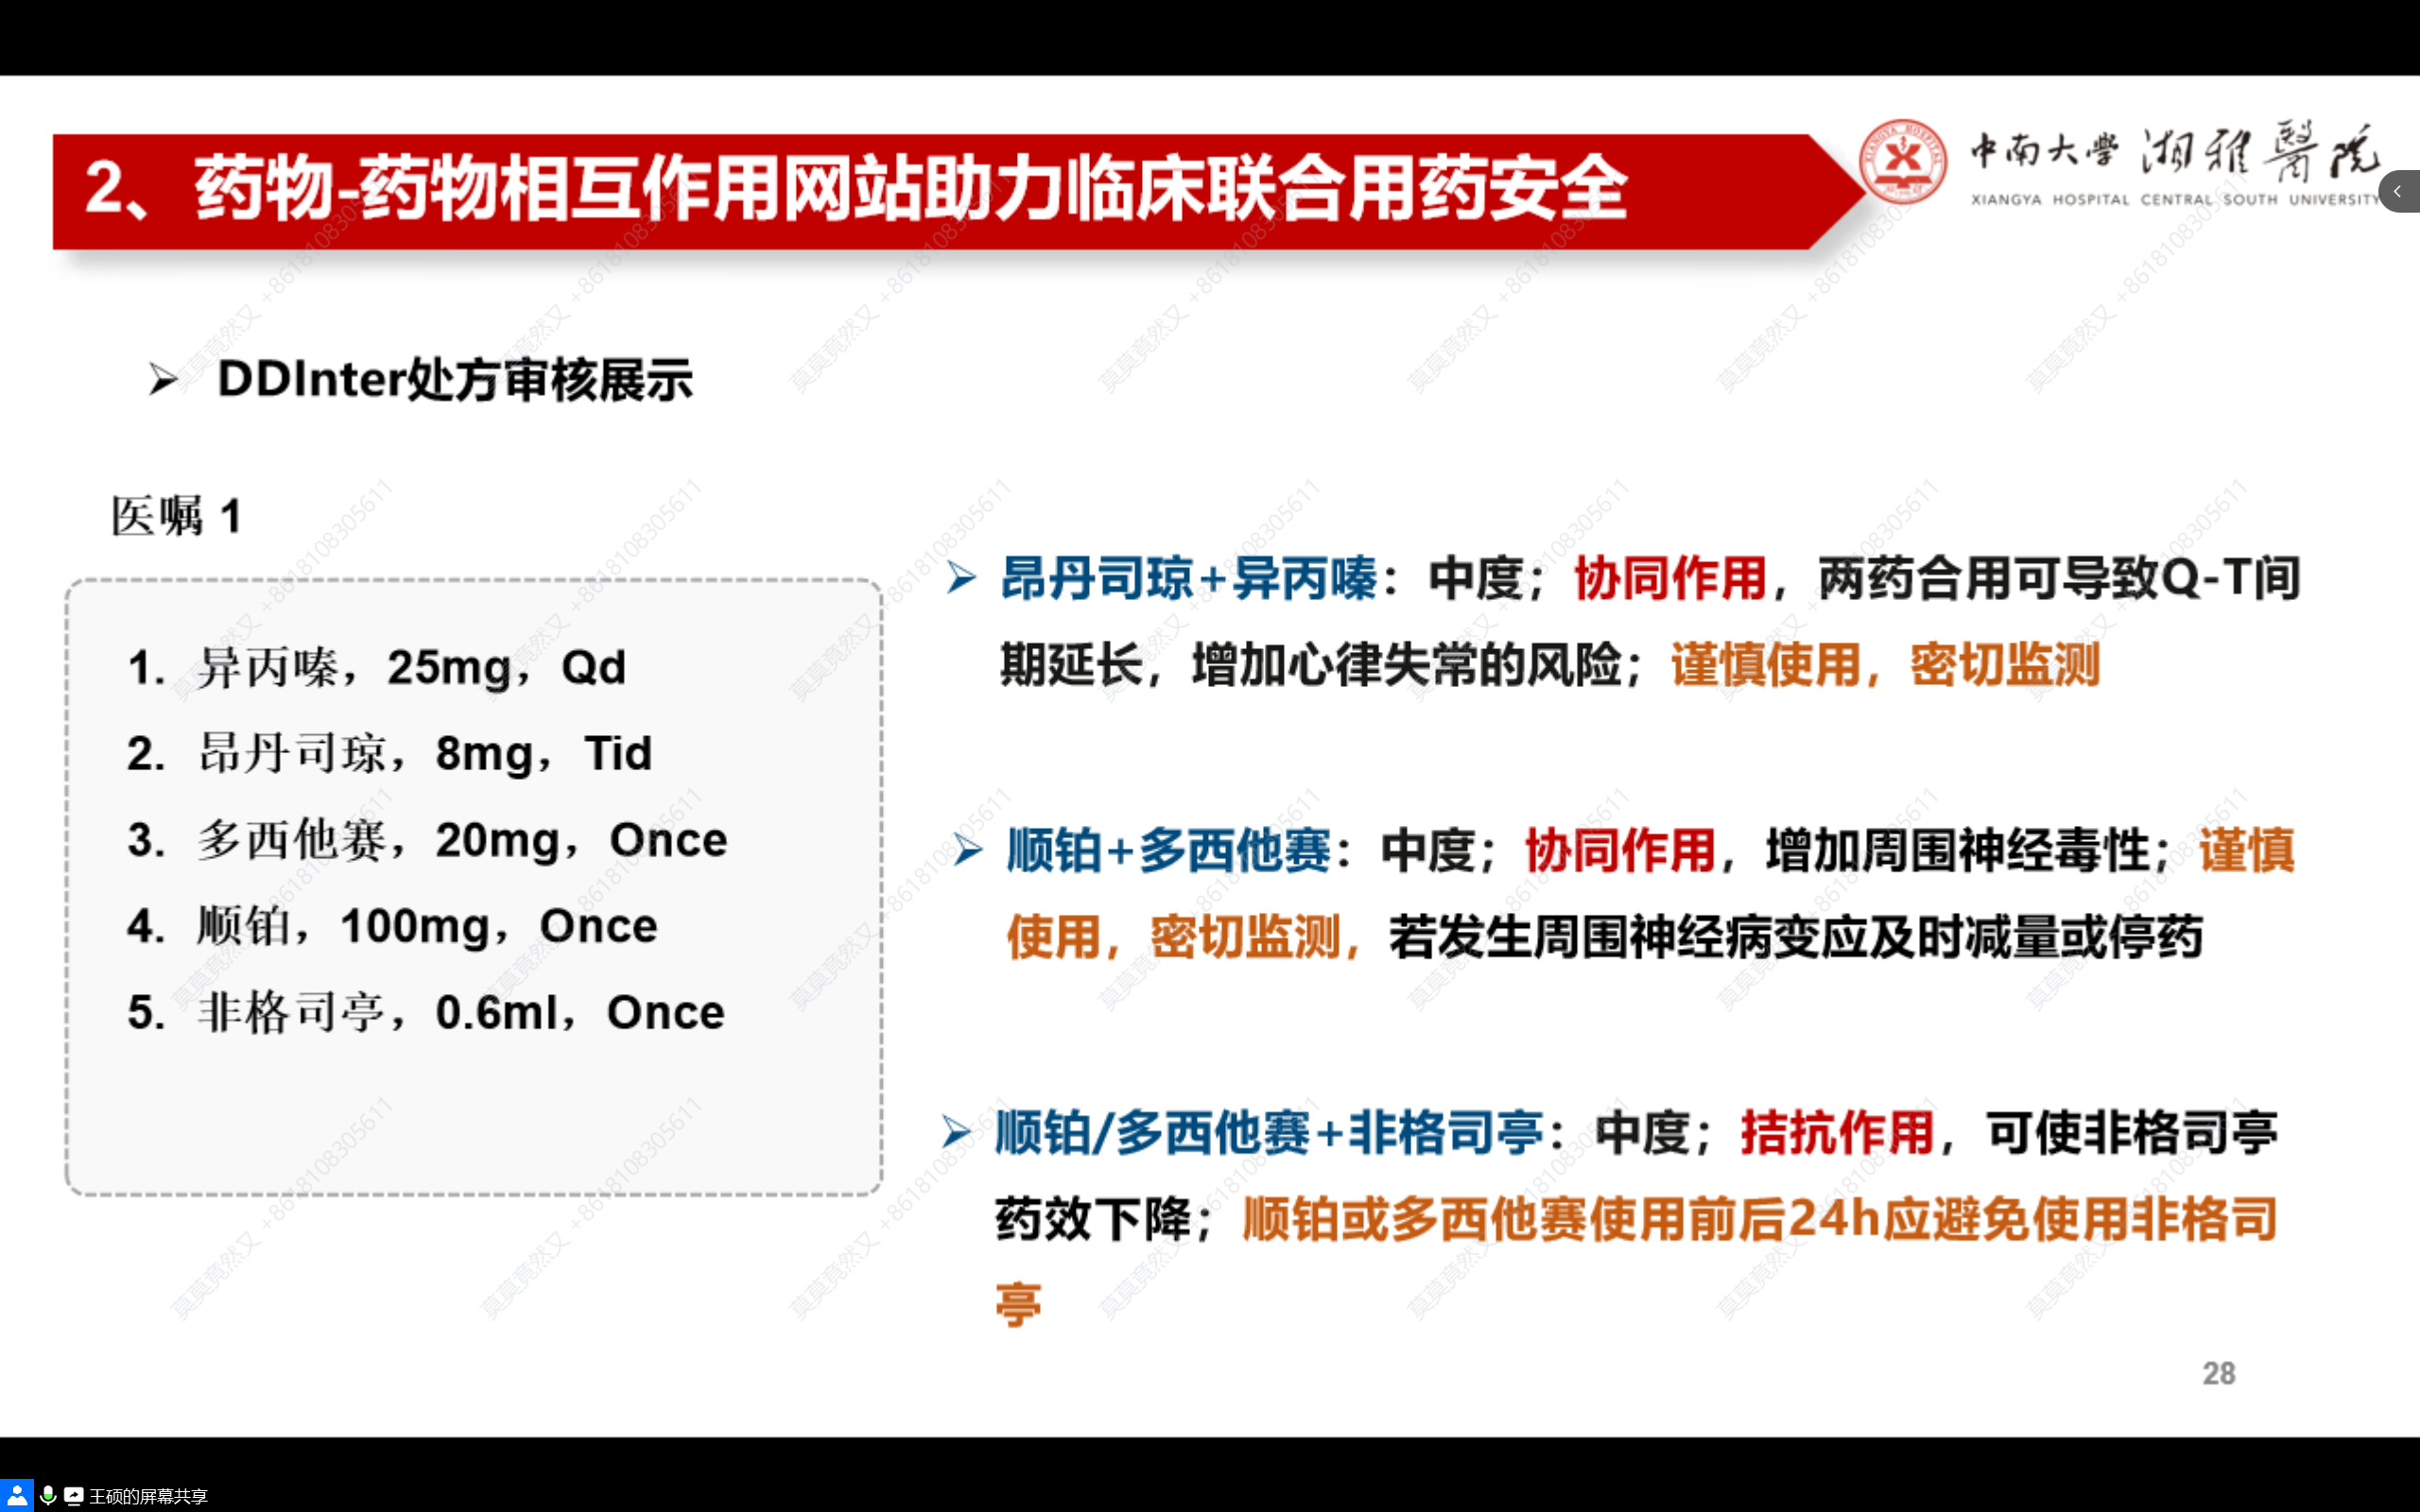 2、 药物-药物相互作用网站助力临床联合用药安全
中南大学 湘雅醫院
XIANGYA HOSPITAL CENTRAL SOUTH UNIVERSITY
➢ DDInter处方审核展示
医嘱 1
1. 异丙嗪，25mg，Qd
2. 昂丹司琼，8mg，Tid
3. 多西他赛，20mg，Once
4. 顺铂，100mg，Once
5. 非格司亭，0.6ml，Once
➢ 昂丹司琼+异丙嗪：中度；协同作用，两药合用可导致Q-T间
期延长，增加心律失常的风险；谨慎使用，密切监测
➢ 顺铂+多西他赛：中度；协同作用，增加周围神经毒性；谨慎
使用，密切监测，若发生周围神经病变应及时减量或停药
➢ 顺铂/多西他赛+非格司亭：中度；拮抗作用，可使非格司亭
药效下降；顺铂或多西他赛使用前后24h应避免使用非格司
亭
28
莫莫竟然又 +8618108305611
王硕的屏幕共享